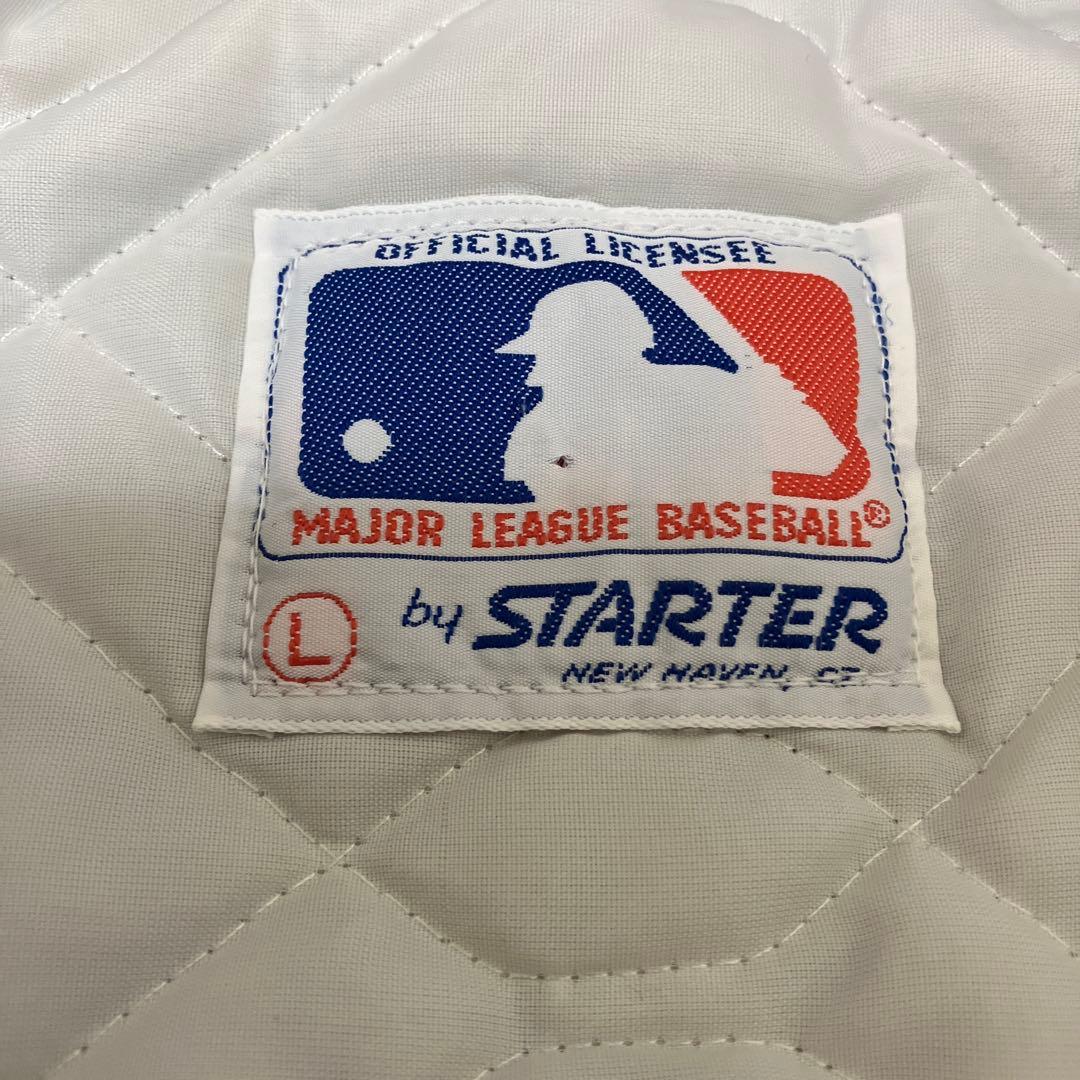 OFFICIAL LICENSEE
MAJOR LEAGUE BASEBALL®
L by STARTER
NEW HAVEN, CT.